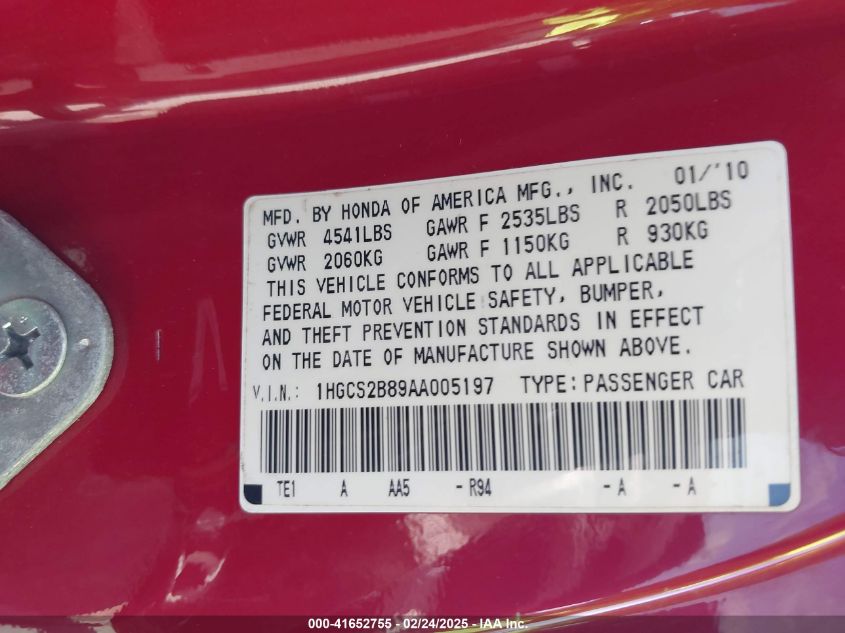 MFD. BY HONDA OF AMERICA MFG., INC. 01/'10
GVWR 4541LBS GAWR F 2535LBS R 2050LBS
GVWR 2060KG GAWR F 1150KG R 930KG
THIS VEHICLE CONFORMS TO ALL APPLICABLE
FEDERAL MOTOR VEHICLE SAFETY, BUMPER,
AND THEFT PREVENTION STANDARDS IN EFFECT
ON THE DATE OF MANUFACTURE SHOWN ABOVE.
V.I.N.: 1HGCS2B89AA005197 TYPE:PASSENGER CAR
TE1 A AA5 -R94 -A -A
000-41652755 - 02/24/2025 - IAA Inc.